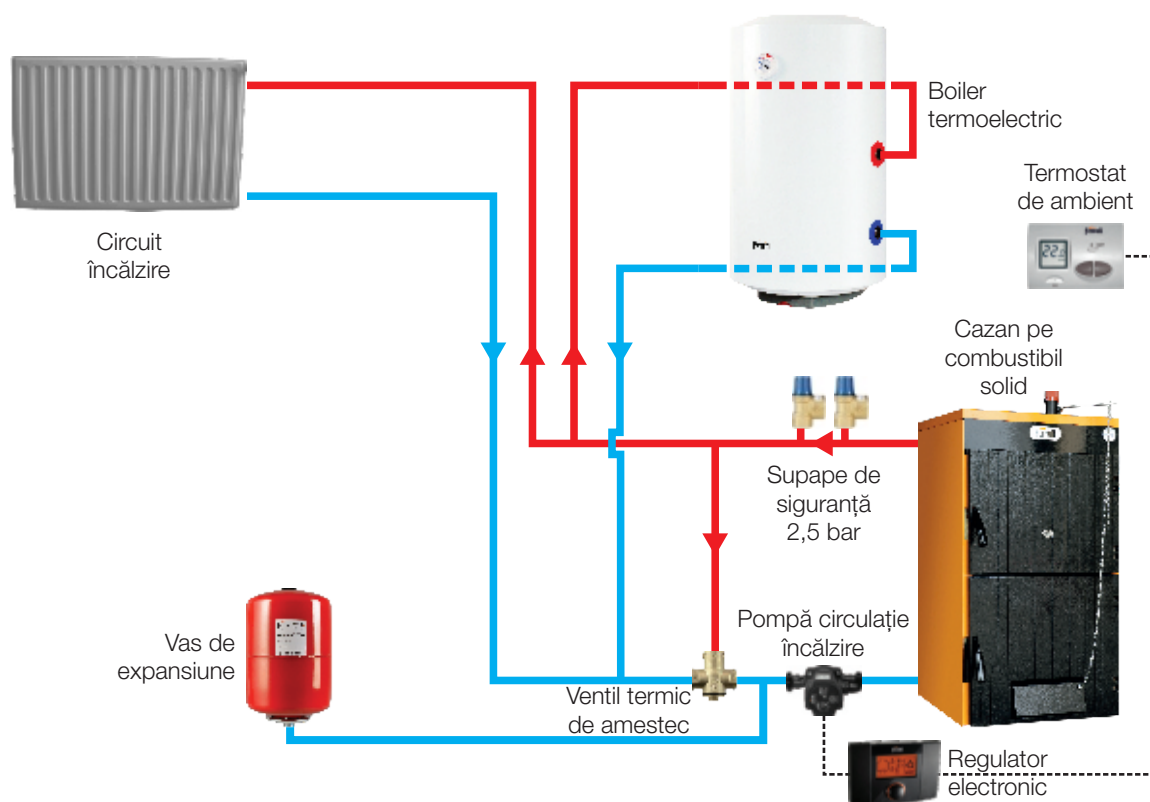 Boiler
termoelectric
Termostat
de ambient
22
Circuit
încălzire
Cazan pe
combustibil
solid
Supape de
siguranță
2,5 bar
Vas de
expansiune
Pompă circulație
încălzire
Ventil termic
de amestec
Regulator
electronic